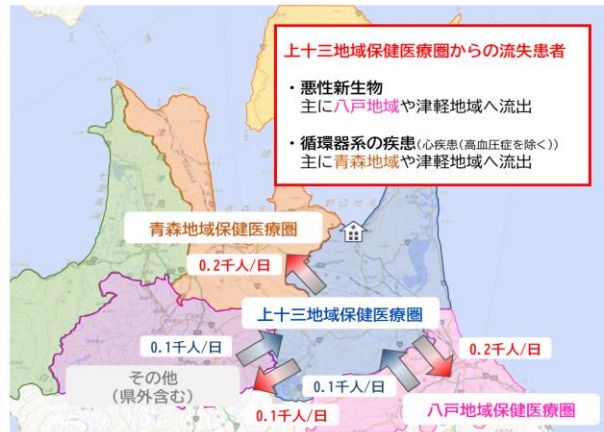 上十三地域保健医療圏からの流失患者
・悪性新生物
主に八戸地域や津軽地域へ流出
・循環器系の疾患(心疾患(高血圧症を除く))
主に青森地域や津軽地域へ流出
青森地域保健医療圏
0.2千人/日
上十三地域保健医療圏
0.1千人/日
0.2千人/日
その他
(県外含む)
0.1千人/日
0.1千人/日
八戸地域保健医療圏